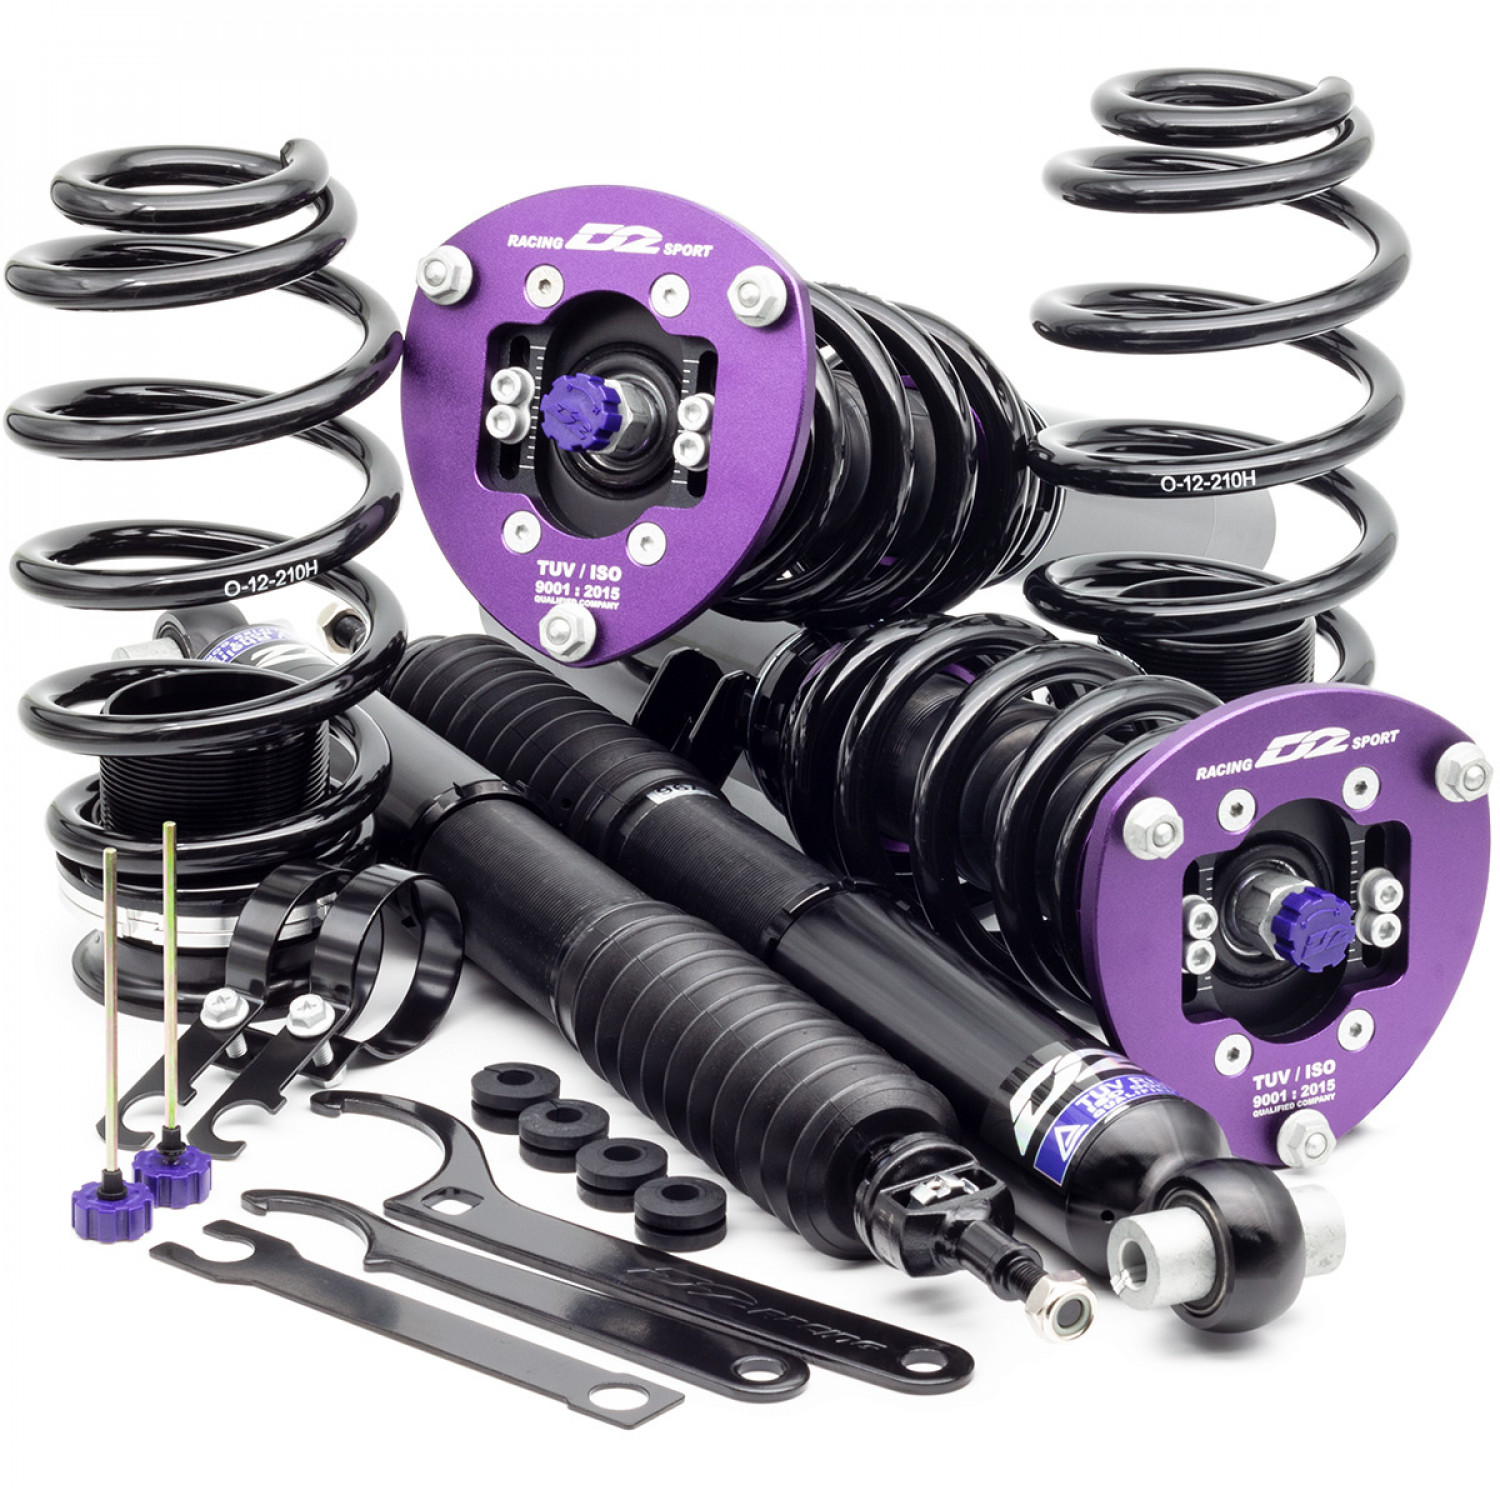 RACING D2 SPORT
TUV / ISO
9001 : 2015
QUALIFIED COMPANY
O-12-210H
O-12-210H
RACING D2 SPORT
TUV / ISO
9001 : 2015
QUALIFIED COMPANY
D2
D2
D2 RACING